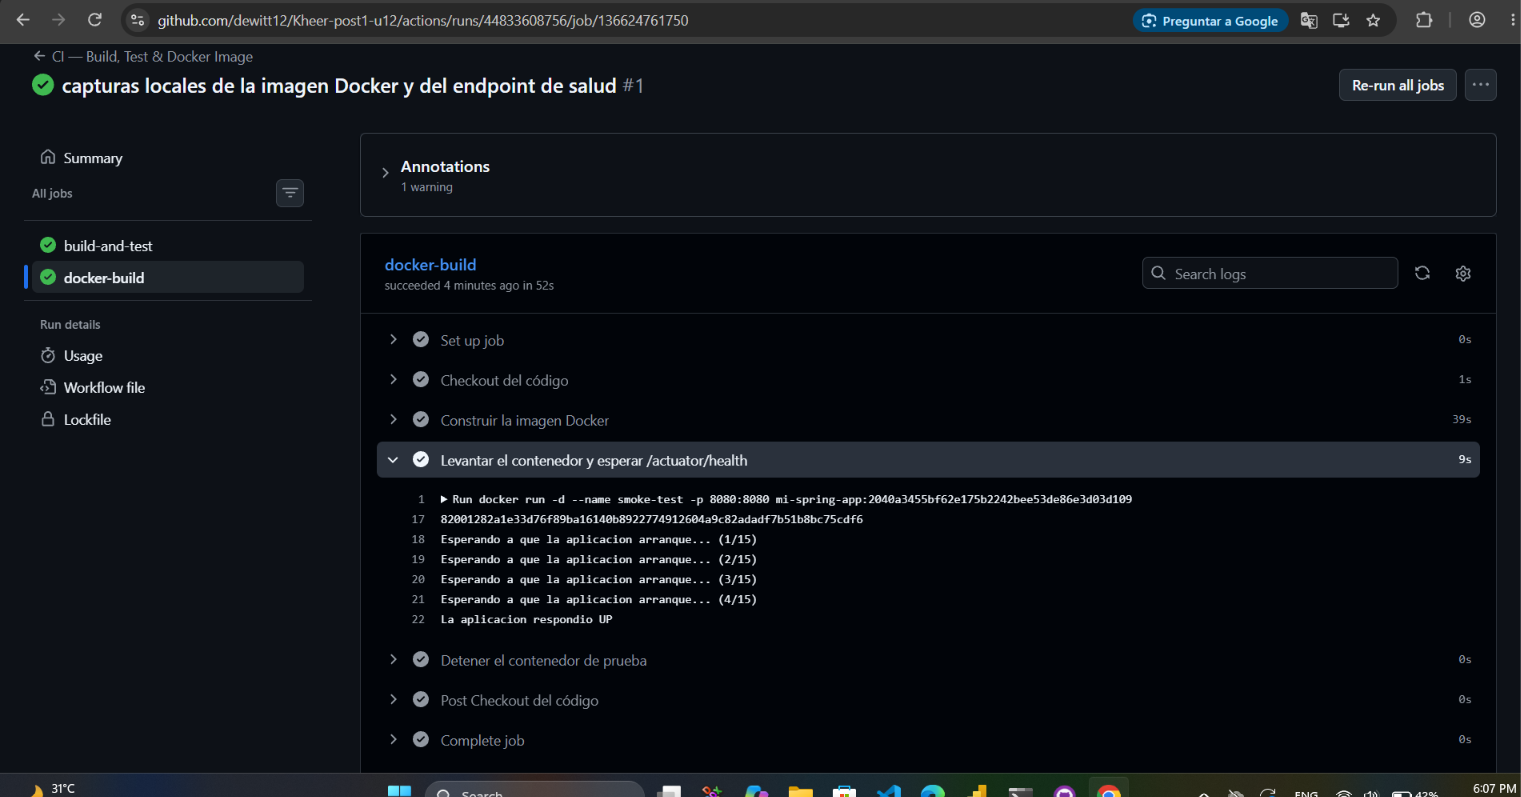 github.com/dewitt12/Kheer-post1-u12/actions/runs/44833608756/job/136624761750
Preguntar a Google
CI — Build, Test & Docker Image
capturas locales de la imagen Docker y del endpoint de salud #1
Re-run all jobs
Summary
All jobs
build-and-test
docker-build
Run details
Usage
Workflow file
Lockfile
Annotations
1 warning
docker-build
succeeded 4 minutes ago in 52s
Search logs
Set up job 0s
Checkout del código 1s
Construir la imagen Docker 39s
Levantar el contenedor y esperar /actuator/health 9s
1 Run docker run -d --name smoke-test -p 8080:8080 mi-spring-app:2040a3455bf62e175b2242bee53de86e3d03d109
17 82001282a1e33d76f89ba16140b8922774912604a9c82adadf7b51b8bc75cdf6
18 Esperando a que la aplicacion arranque... (1/15)
19 Esperando a que la aplicacion arranque... (2/15)
20 Esperando a que la aplicacion arranque... (3/15)
21 Esperando a que la aplicacion arranque... (4/15)
22 La aplicacion respondio UP
Detener el contenedor de prueba 0s
Post Checkout del código 0s
Complete job 0s
31°C
Search
ENG
42%
6:07 PM